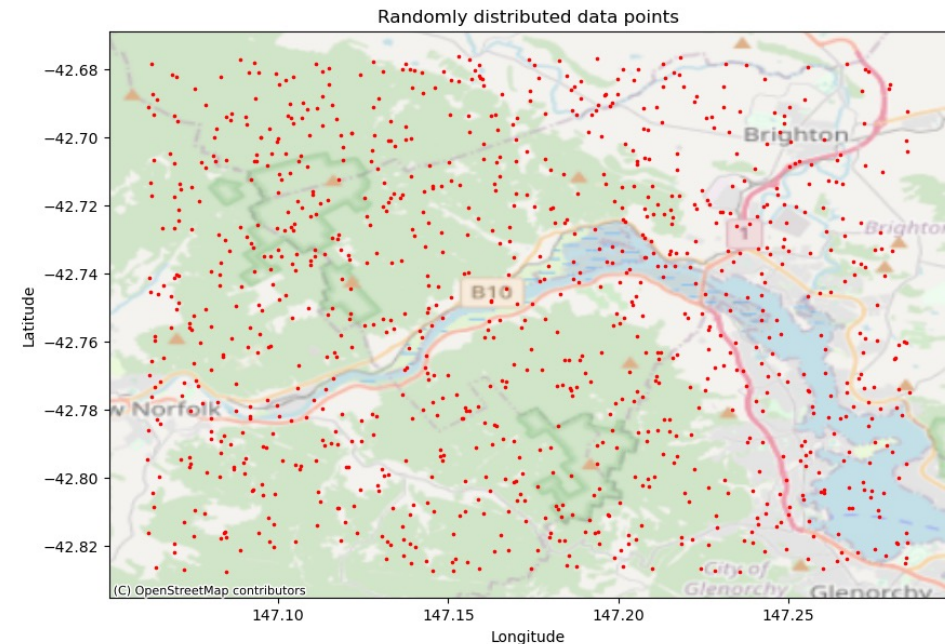 Randomly distributed data points
−42.68
−42.70
Brighton
−42.72
1
Brighton
−42.74
B10
Latitude
−42.76
−42.78
w Norfolk
−42.80
−42.82
City of
Glenorchy
Glenorchy
(C) OpenStreetMap contributors
147.10
147.15
147.20
147.25
Longitude